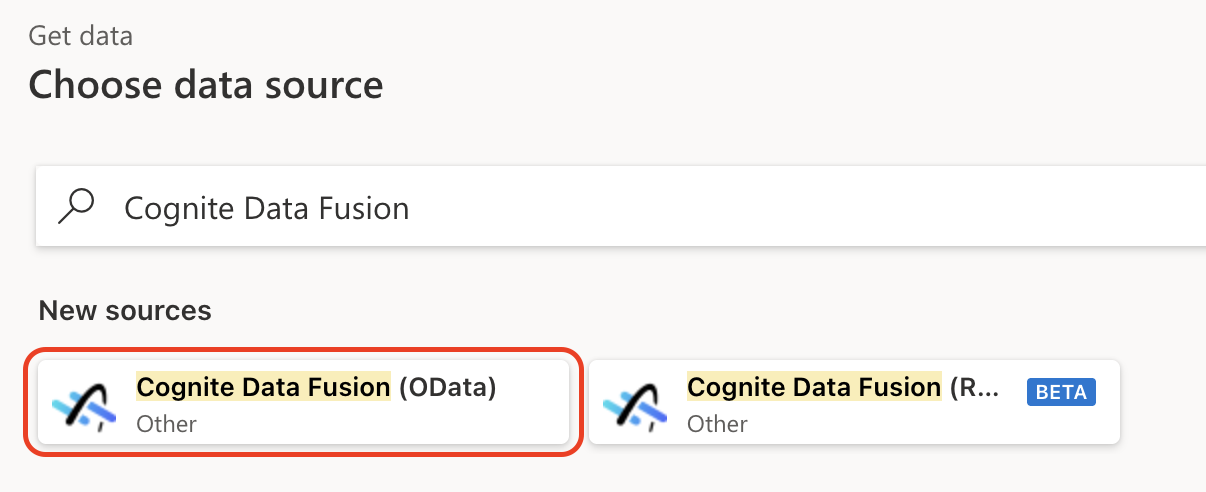 Get data
Choose data source
Cognite Data Fusion
New sources
Cognite Data Fusion (OData)
Other
Cognite Data Fusion (R...
BETA
Other